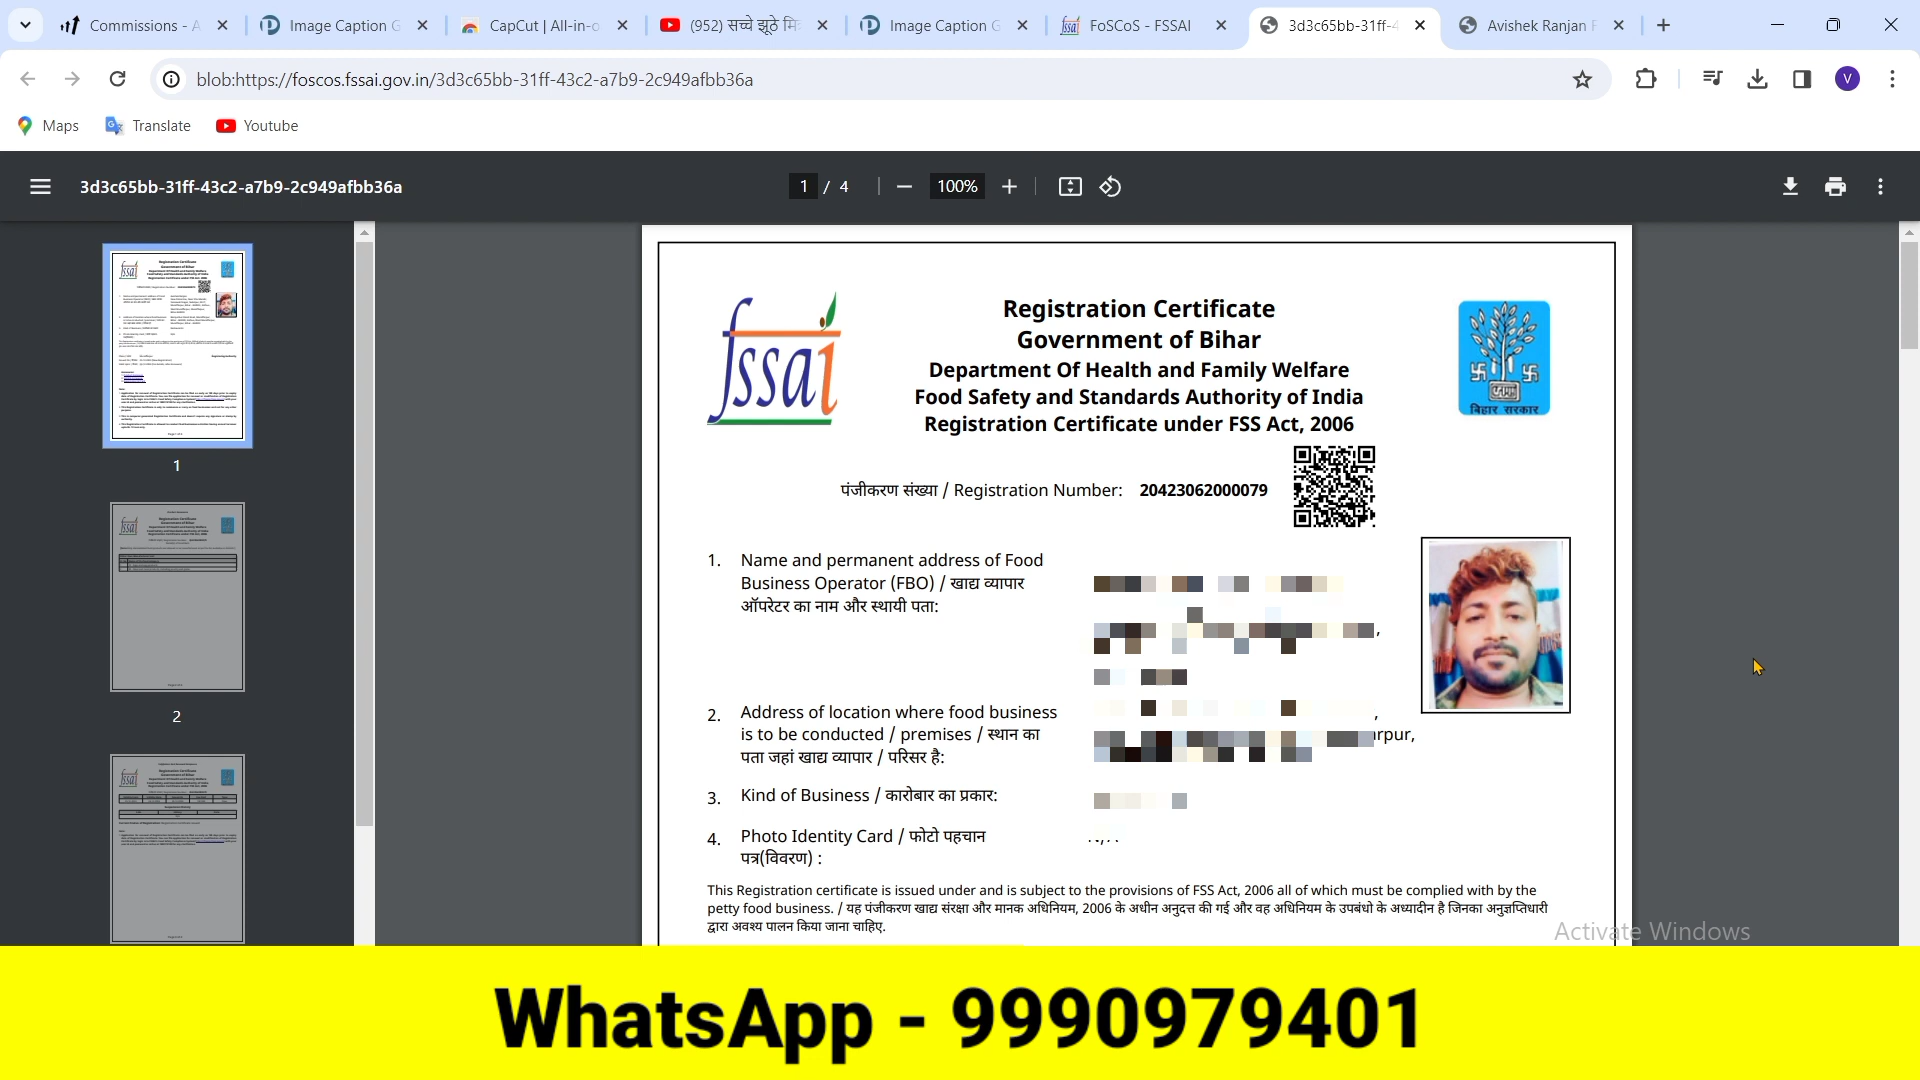 Commissions - A
Image Caption G
CapCut | All-in-o
(952) सच्चे झूठे मि
Image Caption G
FoSCoS - FSSAI
3d3c65bb-31ff-4
Avishek Ranjan F
blob:https://foscos.fssai.gov.in/3d3c65bb-31ff-43c2-a7b9-2c949afbb36a
V
Maps
Translate
Youtube
3d3c65bb-31ff-43c2-a7b9-2c949afbb36a
1 / 4
100%
1
2
fssai
Registration Certificate
Government of Bihar
Department Of Health and Family Welfare
Food Safety and Standards Authority of India
Registration Certificate under FSS Act, 2006
बिहार सरकार
पंजीकरण संख्या / Registration Number: 20423062000079
1. Name and permanent address of Food
Business Operator (FBO) / खाद्य व्यापार
ऑपरेटर का नाम और स्थायी पता:
2. Address of location where food business
is to be conducted / premises / स्थान का
पता जहां खाद्य व्यापार / परिसर है:
rpur,
3. Kind of Business / कारोबार का प्रकार:
4. Photo Identity Card / फोटो पहचान
पत्र(विवरण) :
This Registration certificate is issued under and is subject to the provisions of FSS Act, 2006 all of which must be complied with by the
petty food business. / यह पंजीकरण खाद्य संरक्षा और मानक अधिनियम, 2006 के अधीन अनुदत्त की गई और वह अधिनियम के उपबंधो के अध्यादीन है जिनका अनुज्ञप्तिधारी
द्वारा अवश्य पालन किया जाना चाहिए.
Activate Windows
WhatsApp - 9990979401